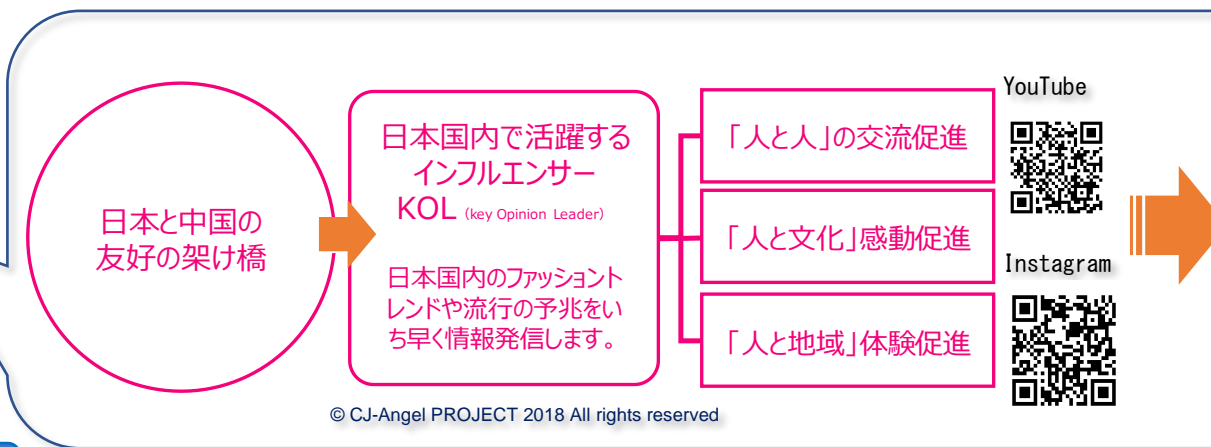 日本と中国の
友好の架け橋
日本国内で活躍する
インフルエンサー
KOL (key Opinion Leader)
日本国内のファッショント
レンドや流行の予兆をい
ち早く情報発信します。
「人と人」の交流促進
「人と文化」感動促進
「人と地域」体験促進
YouTube
Instagram
© CJ-Angel PROJECT 2018 All rights reserved